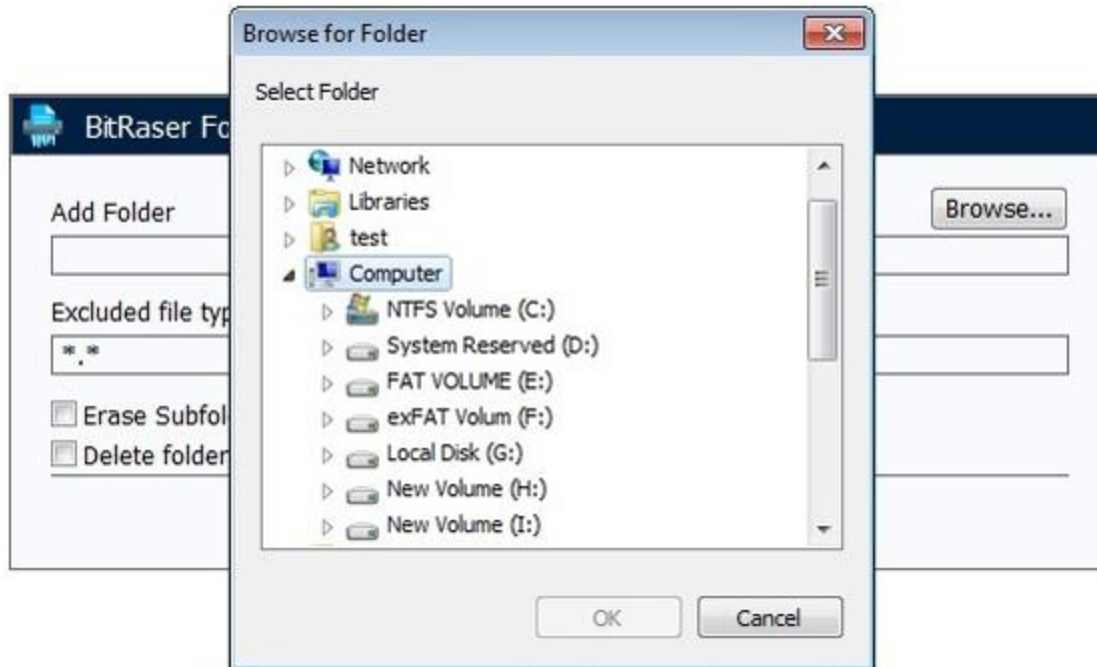 Browse for Folder
Select Folder
BitRaser Fo
Network
Libraries
Add Folder
Browse...
test
Computer
NTFS Volume (C:)
Excluded file typ
System Reserved (D:)
*.*
FAT VOLUME (E:)
exFAT Volum (F:)
Erase Subfol
Local Disk (G:)
Delete folder
New Volume (H:)
New Volume (I:)
OK
Cancel